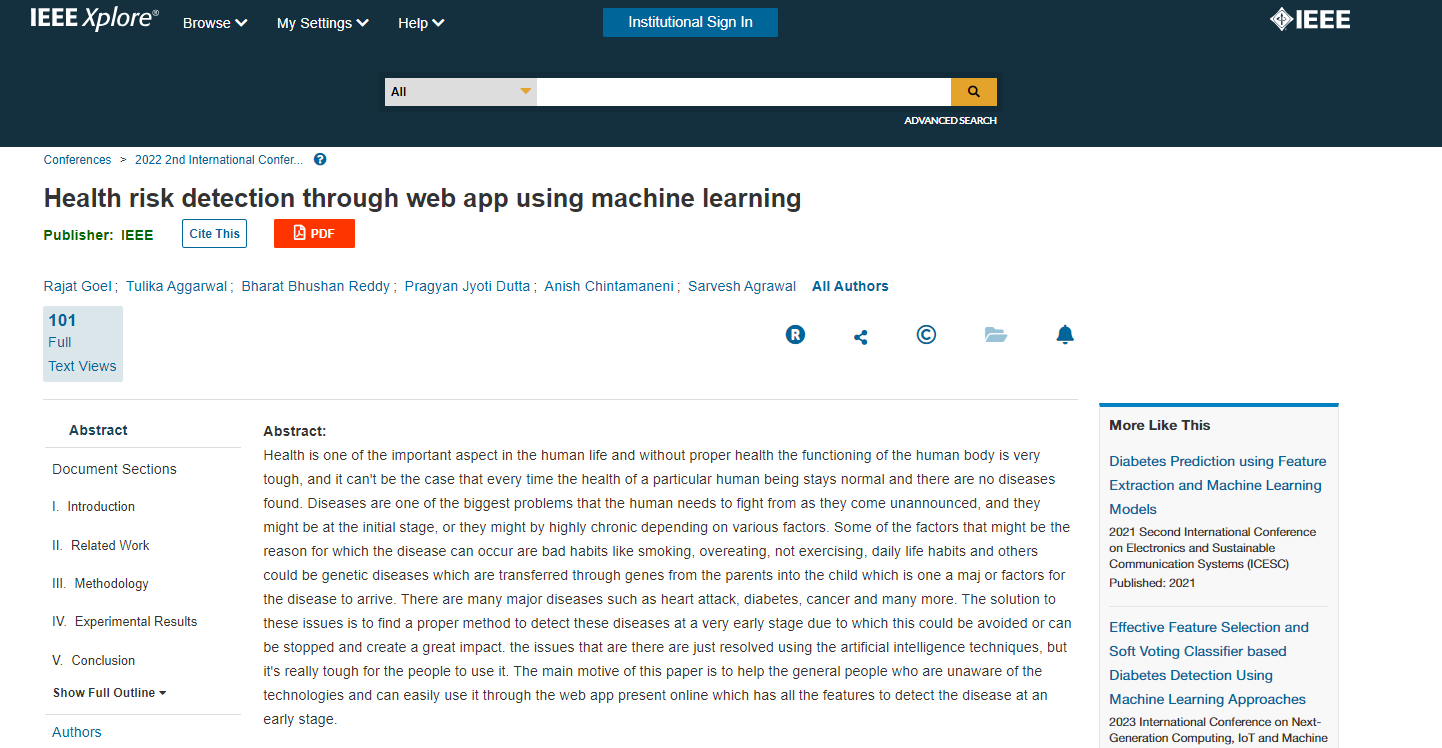 IEEE Xplore®
Browse
My Settings
Help
Institutional Sign In
IEEE
All
ADVANCED SEARCH
Conferences > 2022 2nd International Confer... ?
Health risk detection through web app using machine learning
Publisher: IEEE
Cite This
PDF
Rajat Goel ; Tulika Aggarwal ; Bharat Bhushan Reddy ; Pragyan Jyoti Dutta ; Anish Chintamaneni ; Sarvesh Agrawal All Authors
101
Full
Text Views
R
©
Abstract
Document Sections
I. Introduction
II. Related Work
III. Methodology
IV. Experimental Results
V. Conclusion
Show Full Outline
Authors
Abstract:
Health is one of the important aspect in the human life and without proper health the functioning of the human body is very
tough, and it can't be the case that every time the health of a particular human being stays normal and there are no diseases
found. Diseases are one of the biggest problems that the human needs to fight from as they come unannounced, and they
might be at the initial stage, or they might by highly chronic depending on various factors. Some of the factors that might be the
reason for which the disease can occur are bad habits like smoking, overeating, not exercising, daily life habits and others
could be genetic diseases which are transferred through genes from the parents into the child which is one a maj or factors for
the disease to arrive. There are many major diseases such as heart attack, diabetes, cancer and many more. The solution to
these issues is to find a proper method to detect these diseases at a very early stage due to which this could be avoided or can
be stopped and create a great impact. the issues that are there are just resolved using the artificial intelligence techniques, but
it's really tough for the people to use it. The main motive of this paper is to help the general people who are unaware of the
technologies and can easily use it through the web app present online which has all the features to detect the disease at an
early stage.
More Like This
Diabetes Prediction using Feature
Extraction and Machine Learning
Models
2021 Second International Conference
on Electronics and Sustainable
Communication Systems (ICESC)
Published: 2021
Effective Feature Selection and
Soft Voting Classifier based
Diabetes Detection Using
Machine Learning Approaches
2023 International Conference on Next-
Generation Computing, IoT and Machine